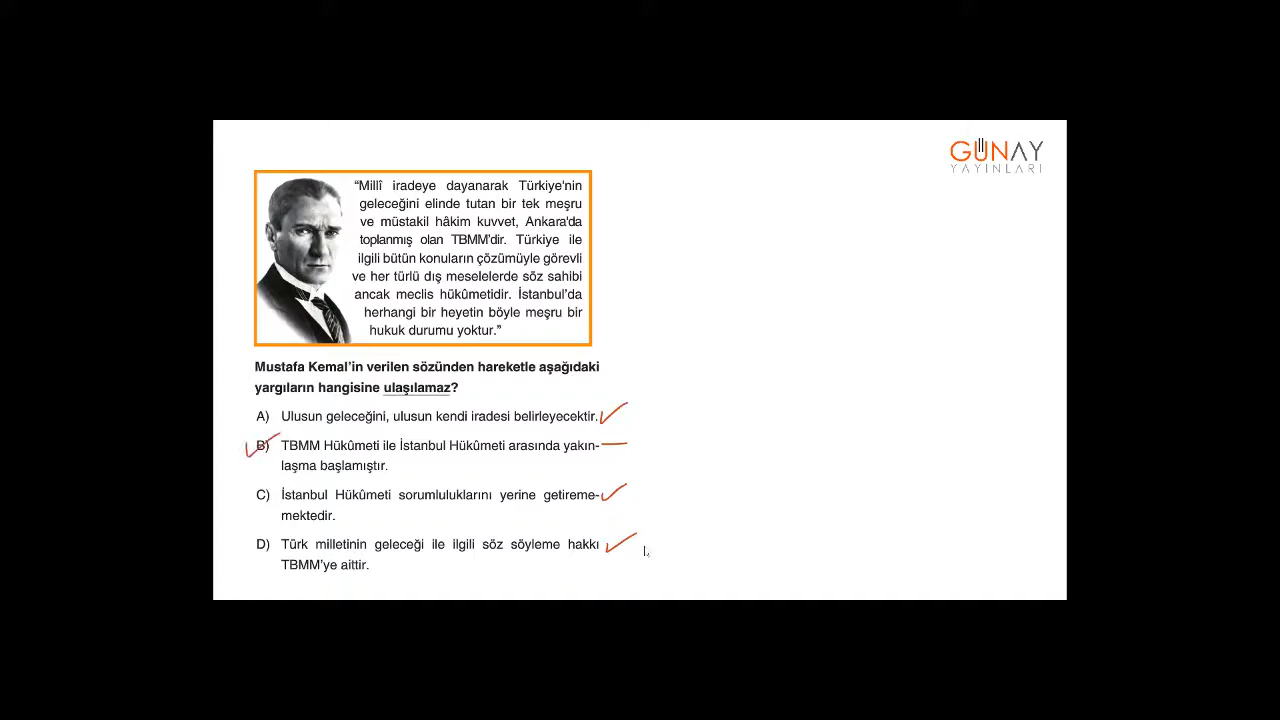 GÜNAY
YAYINLARI
“Millî iradeye dayanarak Türkiye'nin
geleceğini elinde tutan bir tek meşru
ve müstakil hâkim kuvvet, Ankara'da
toplanmış olan TBMM'dir. Türkiye ile
ilgili bütün konuların çözümüyle görevli
ve her türlü dış meselelerde söz sahibi
ancak meclis hükûmetidir. İstanbul'da
herhangi bir heyetin böyle meşru bir
hukuk durumu yoktur.”
Mustafa Kemal'in verilen sözünden hareketle aşağıdaki
yargıların hangisine ulaşılamaz?
A) Ulusun geleceğini, ulusun kendi iradesi belirleyecektir.
B) TBMM Hükûmeti ile İstanbul Hükûmeti arasında yakın-
laşma başlamıştır.
C) İstanbul Hükûmeti sorumluluklarını yerine getireme-
mektedir.
D) Türk milletinin geleceği ile ilgili söz söyleme hakkı
TBMM'ye aittir.